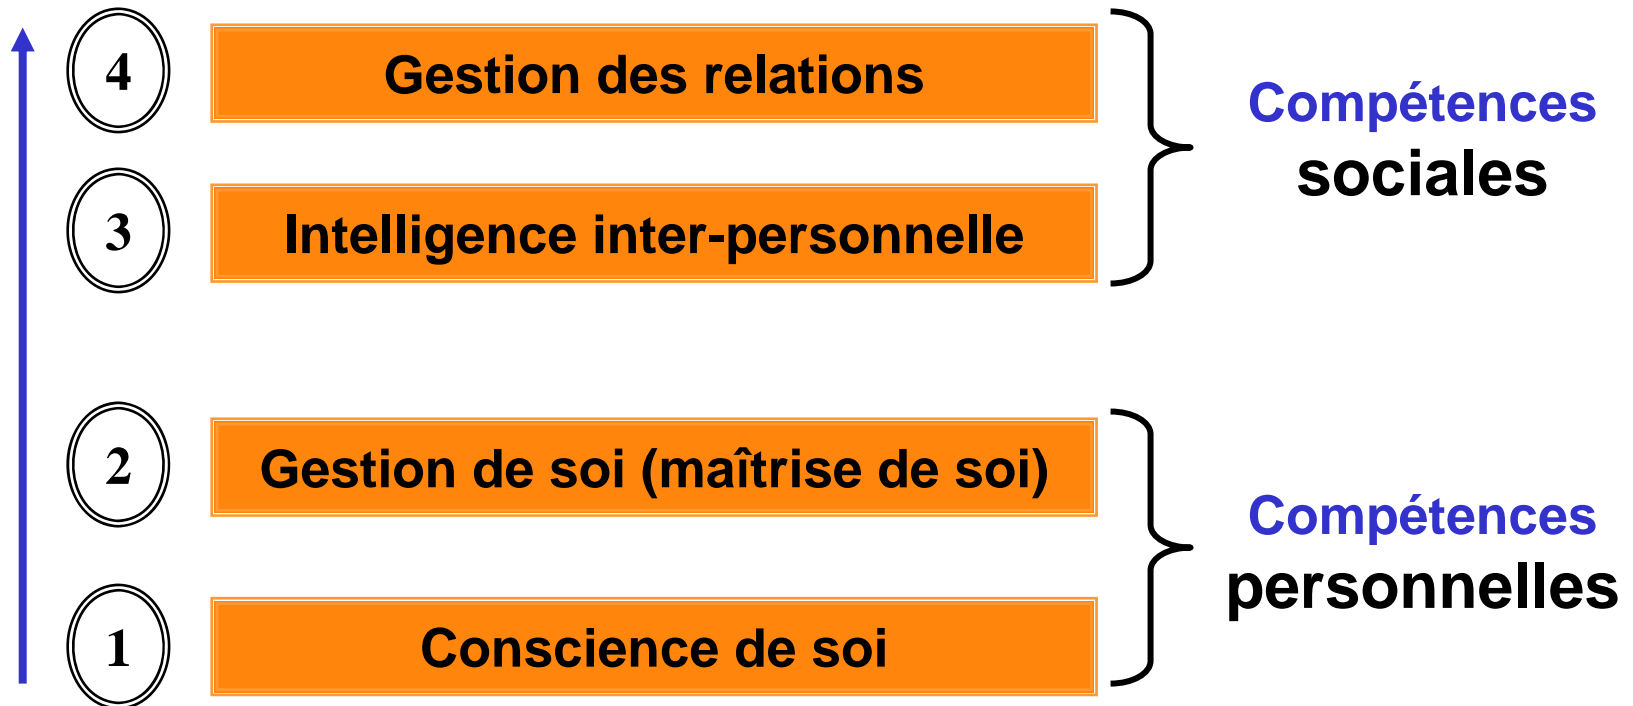 4
Gestion des relations
Compétences
sociales
3
Intelligence inter-personnelle
2
Gestion de soi (maîtrise de soi)
Compétences
personnelles
1
Conscience de soi